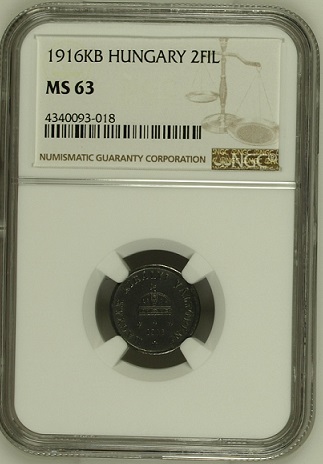 1916KB HUNGARY 2FIL
MS 63
4340093-018
NUMISMATIC GUARANTY CORPORATION
NGC